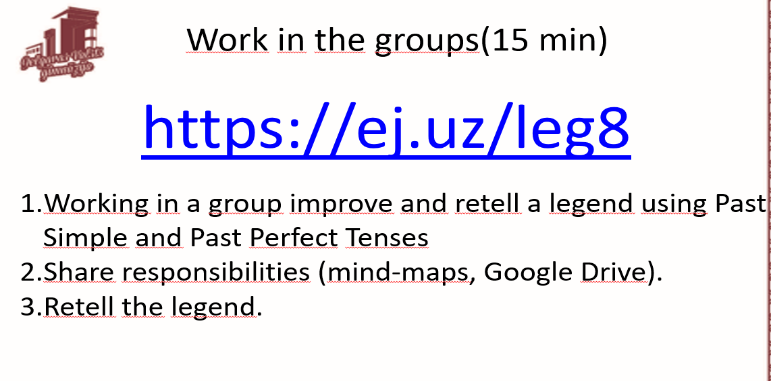 Work in the groups(15 min)
https://ej.uz/leg8
1.Working in a group improve and retell a legend using Past
Simple and Past Perfect Tenses
2.Share responsibilities (mind-maps, Google Drive).
3.Retell the legend.